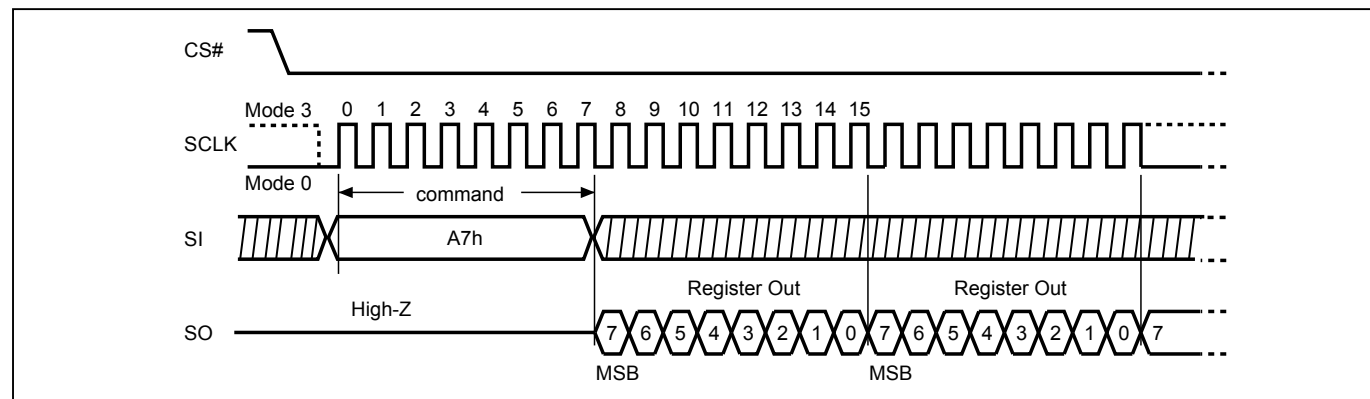 CS#
Mode 3 0 1 2 3 4 5 6 7 8 9 10 11 12 13 14 15
SCLK
Mode 0
command
SI A7h
Register Out Register Out
High-Z
SO 7 6 5 4 3 2 1 0 7 6 5 4 3 2 1 0 7
MSB MSB